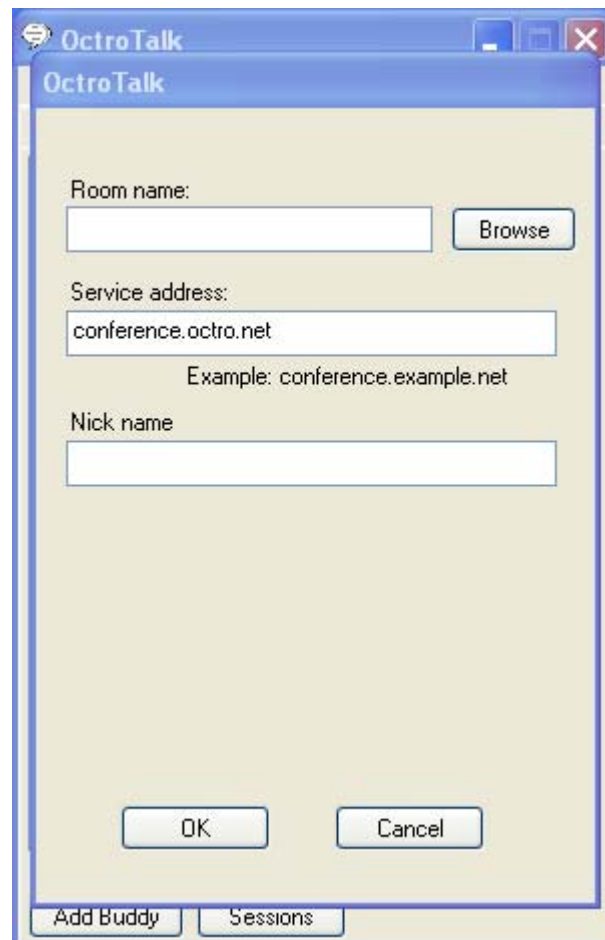 OctroTalk
OctroTalk
Room name:
Browse
Service address:
conference.octro.net
Example: conference.example.net
Nick name
OK
Cancel
Add Buddy
Sessions